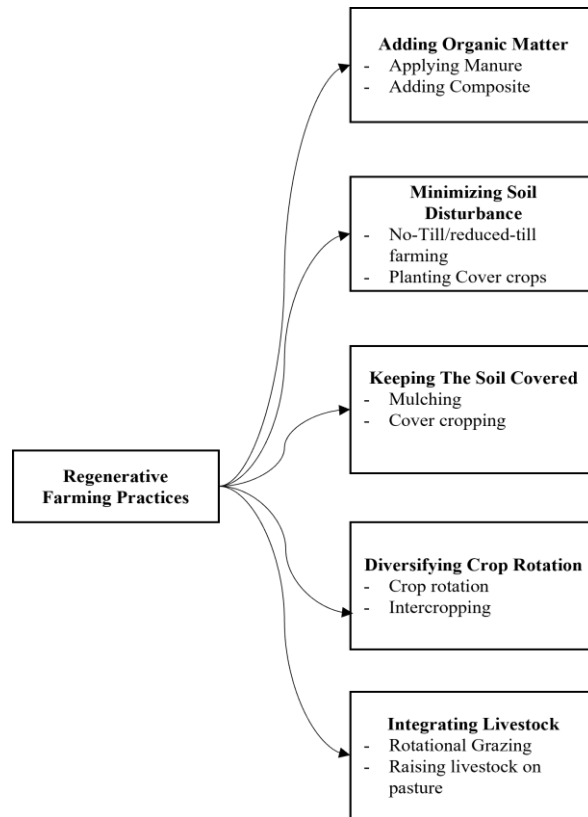 Adding Organic Matter
- Applying Manure
- Adding Composite
Minimizing Soil
Disturbance
- No-Till/reduced-till
farming
- Planting Cover crops
Keeping The Soil Covered
- Mulching
- Cover cropping
Regenerative
Farming Practices
Diversifying Crop Rotation
- Crop rotation
- Intercropping
Integrating Livestock
- Rotational Grazing
- Raising livestock on
pasture